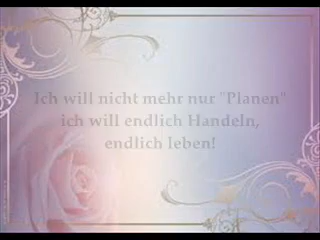 Ich will nicht mehr nur "Planen"
ich will endlich Handeln,
endlich leben!